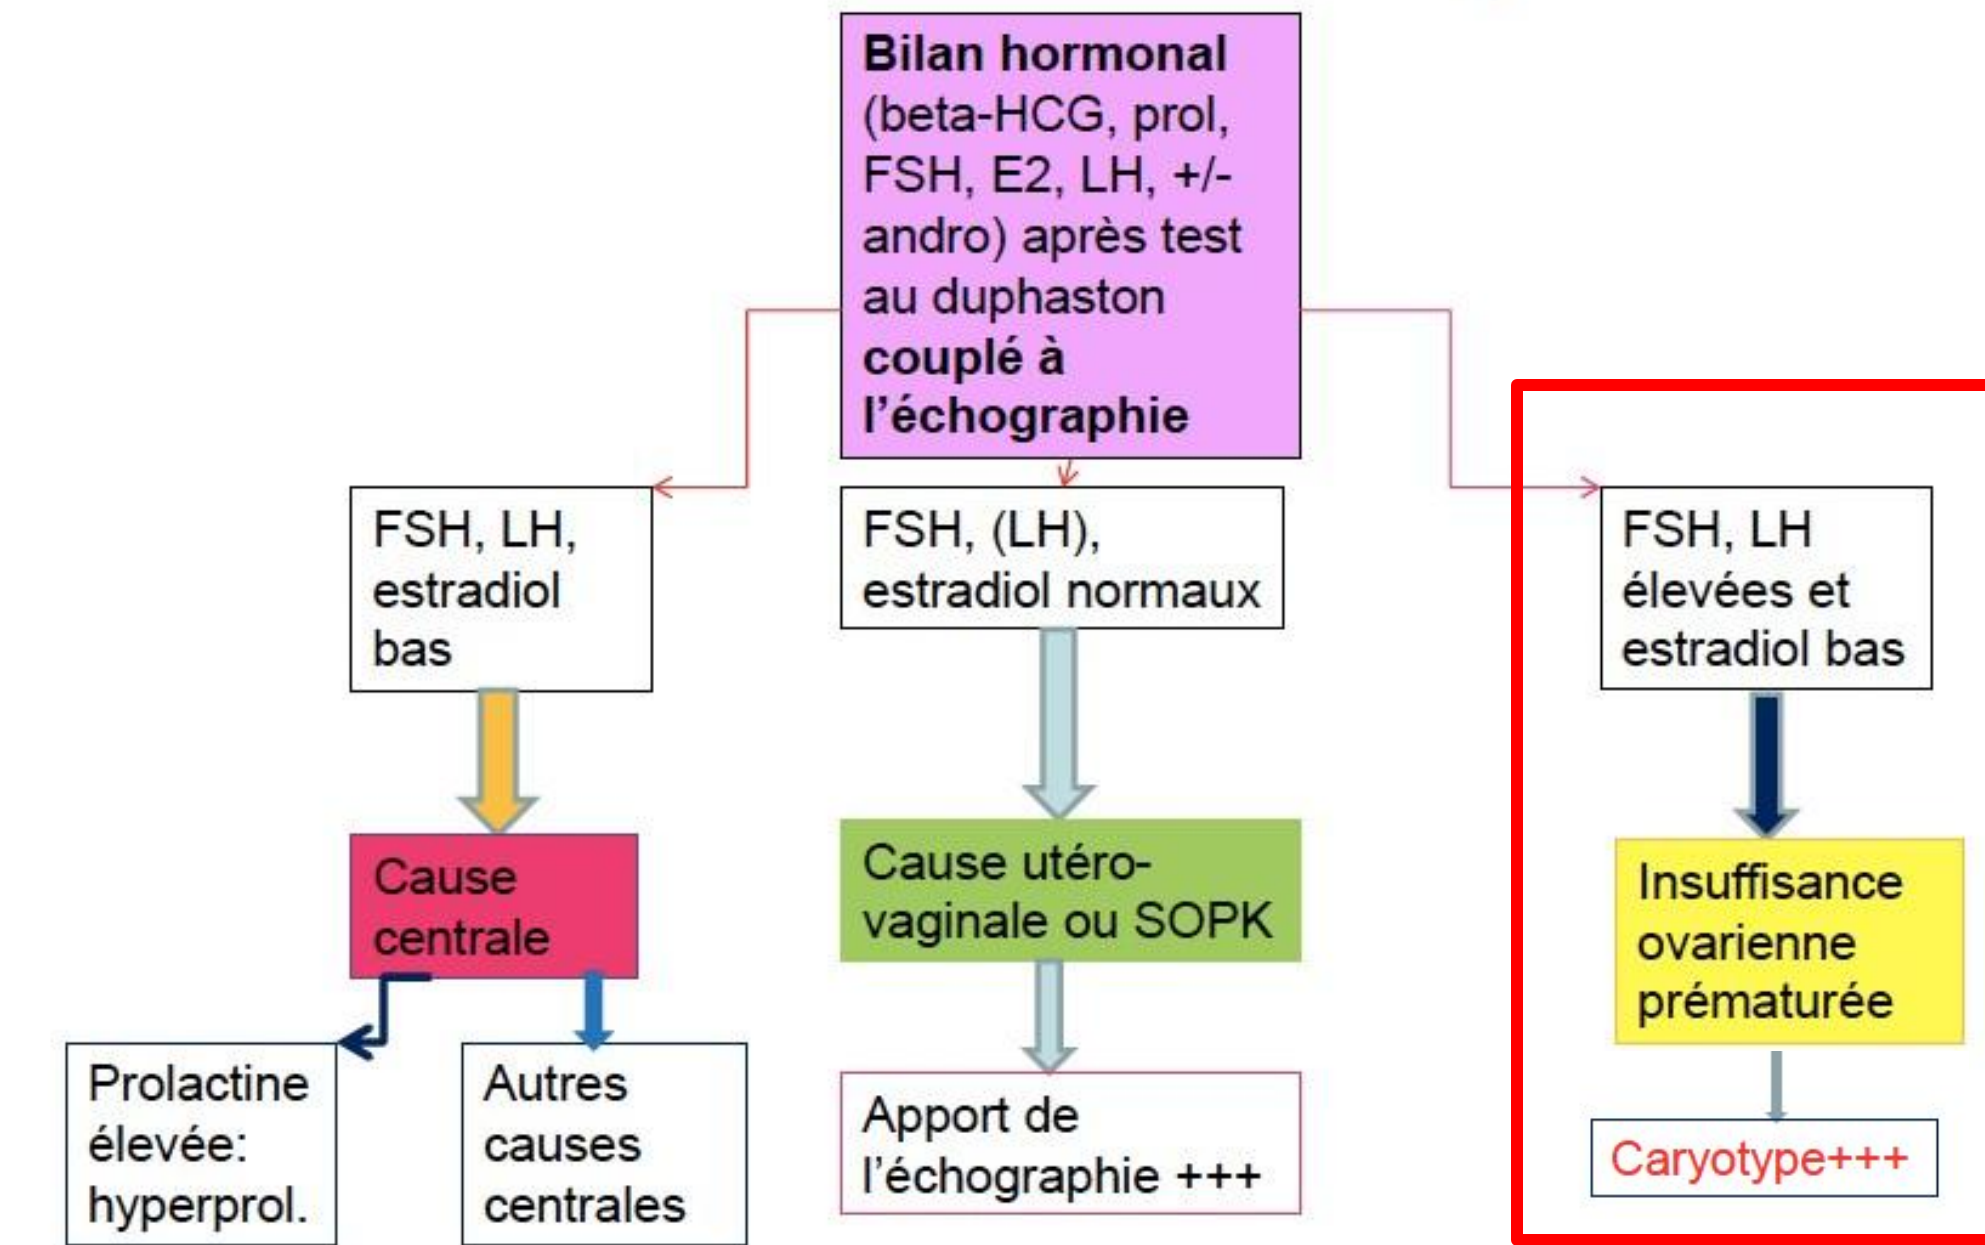 Bilan hormonal
(beta-HCG, prol,
FSH, E2, LH, +/-
andro) après test
au duphaston
couplé à
l’échographie
FSH, LH,
estradiol
bas
FSH, (LH),
estradiol normaux
FSH, LH
élevées et
estradiol bas
Cause
centrale
Cause utéro-
vaginale ou SOPK
Insuffisance
ovarienne
prématurée
Prolactine
élevée:
hyperprol.
Autres
causes
centrales
Apport de
l’échographie +++
Caryotype+++